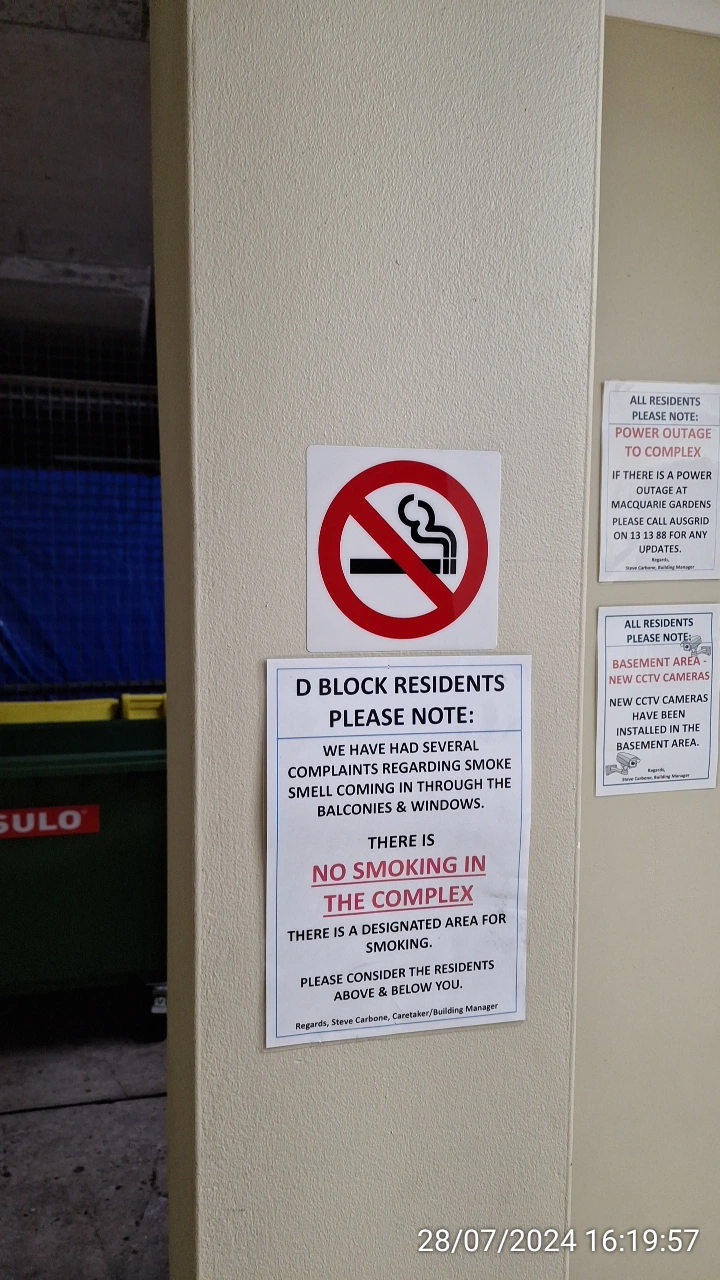 D BLOCK RESIDENTS
PLEASE NOTE:
WE HAVE HAD SEVERAL
COMPLAINTS REGARDING SMOKE
SMELL COMING IN THROUGH THE
BALCONIES & WINDOWS.
THERE IS
NO SMOKING IN
THE COMPLEX
THERE IS A DESIGNATED AREA FOR
SMOKING.
PLEASE CONSIDER THE RESIDENTS
ABOVE & BELOW YOU.
Regards, Steve Carbone, Caretaker/Building Manager
ALL RESIDENTS
PLEASE NOTE:
POWER OUTAGE
TO COMPLEX
IF THERE IS A POWER
OUTAGE AT
MACQUARIE GARDENS
PLEASE CALL AUSGRID
ON 13 13 88 FOR ANY
UPDATES.
Regards,
Steve Carbone, Building Manager
ALL RESIDENTS
PLEASE NOTE:
BASEMENT AREA -
NEW CCTV CAMERAS
NEW CCTV CAMERAS
HAVE BEEN
INSTALLED IN THE
BASEMENT AREA.
Regards,
Steve Carbone, Building Manager
SULO
28/07/2024 16:19:57